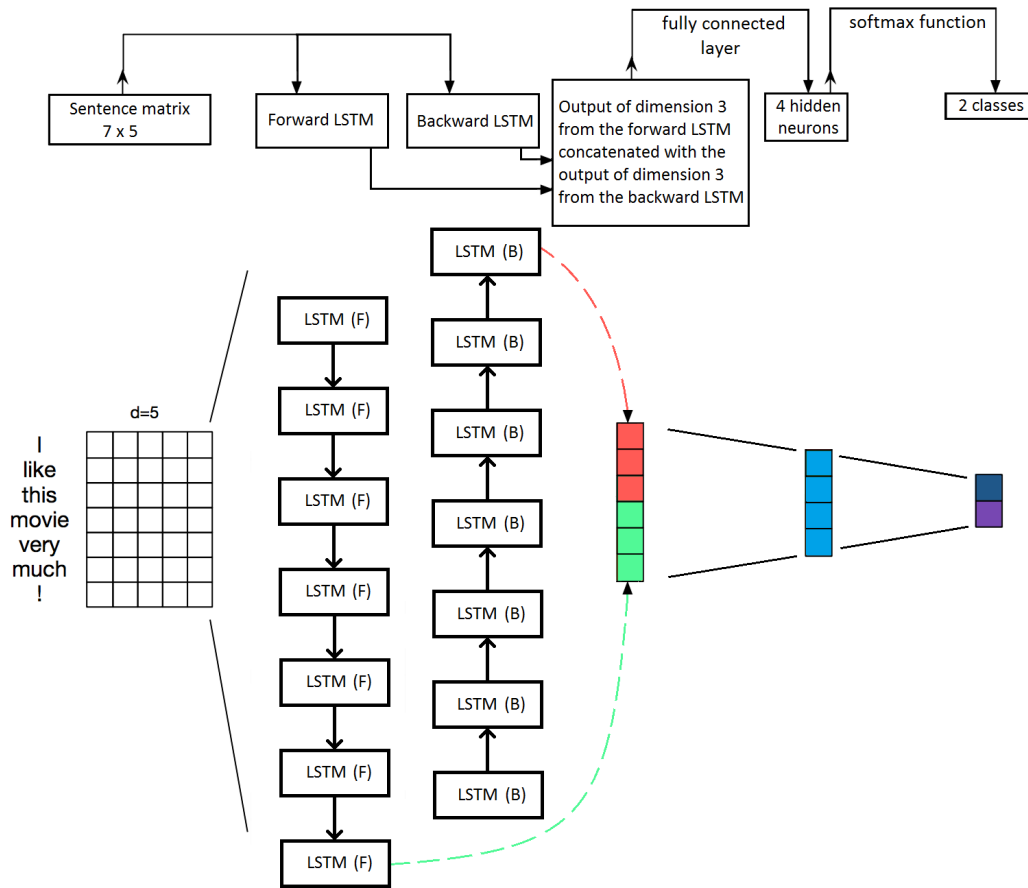 fully connected
layer
softmax function
Sentence matrix
7 x 5
Forward LSTM
Backward LSTM
Output of dimension 3
from the forward LSTM
concatenated with the
output of dimension 3
from the backward LSTM
4 hidden
neurons
2 classes
d=5
I
like
this
movie
very
much
!
LSTM (F)
LSTM (F)
LSTM (F)
LSTM (F)
LSTM (F)
LSTM (F)
LSTM (F)
LSTM (B)
LSTM (B)
LSTM (B)
LSTM (B)
LSTM (B)
LSTM (B)
LSTM (B)